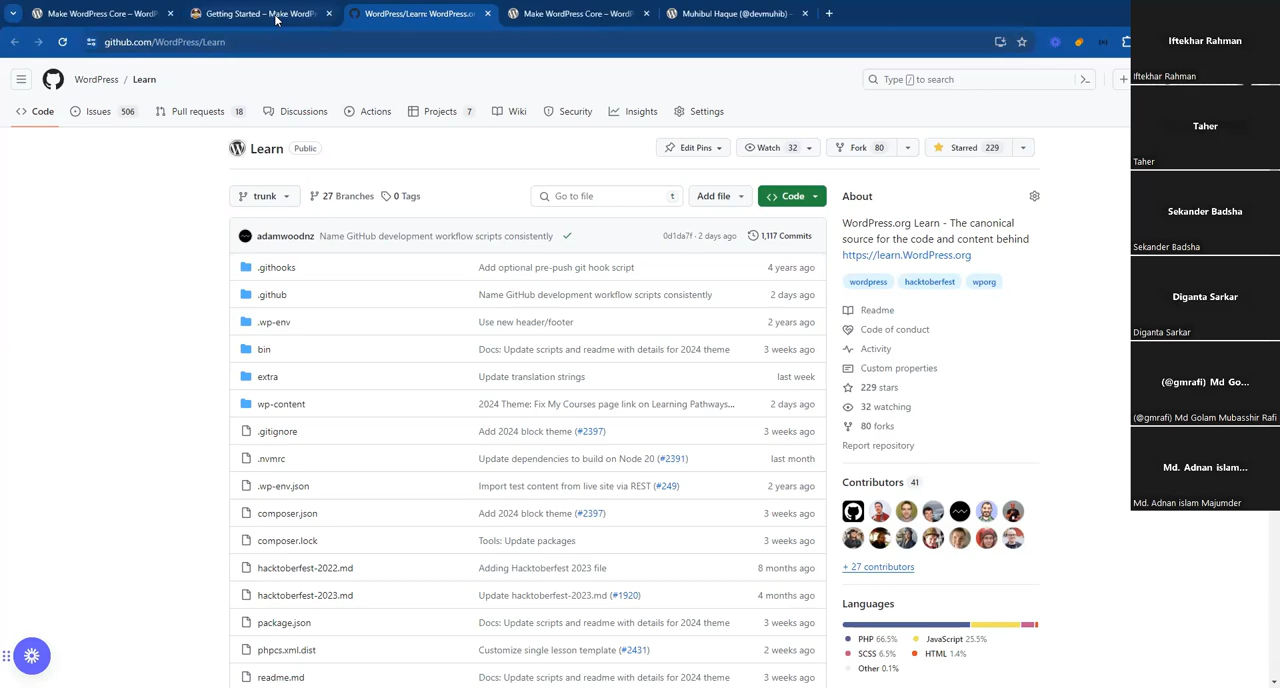 Make WordPress Core – WordP
Getting Started – Make WordPr
WordPress/Learn: WordPress.or
Make WordPress Core – WordP
Muhibul Haque (@devmuhib) –
github.com/WordPress/Learn
WordPress / Learn
Type / to search
Code
Issues 506
Pull requests 18
Discussions
Actions
Projects 7
Wiki
Security
Insights
Settings
Learn Public
Edit Pins
Watch 32
Fork 80
Starred 229
trunk
27 Branches
0 Tags
Go to file t
Add file
Code
adamwoodnz Name GitHub development workflow scripts consistently
0d1da7f · 2 days ago
1,117 Commits
.githooks Add optional pre-push git hook script 4 years ago
.github Name GitHub development workflow scripts consistently 2 days ago
.wp-env Use new header/footer 2 years ago
bin Docs: Update scripts and readme with details for 2024 theme 3 weeks ago
extra Update translation strings last week
wp-content 2024 Theme: Fix My Courses page link on Learning Pathways… 2 days ago
.gitignore Add 2024 block theme (#2397) 3 weeks ago
.nvmrc Update dependencies to build on Node 20 (#2391) last month
.wp-env.json Import test content from live site via REST (#249) 2 years ago
composer.json Add 2024 block theme (#2397) 3 weeks ago
composer.lock Tools: Update packages 3 weeks ago
hacktoberfest-2022.md Adding Hacktoberfest 2023 file 8 months ago
hacktoberfest-2023.md Update hacktoberfest-2023.md (#1920) 4 months ago
package.json Docs: Update scripts and readme with details for 2024 theme 3 weeks ago
phpcs.xml.dist Customize single lesson template (#2431) 2 weeks ago
readme.md Docs: Update scripts and readme with details for 2024 theme 3 weeks ago
About
WordPress.org Learn - The canonical
source for the code and content behind
https://learn.WordPress.org
wordpress hacktoberfest wporg
Readme
Code of conduct
Activity
Custom properties
229 stars
32 watching
80 forks
Report repository
Contributors 41
+ 27 contributors
Languages
PHP 66.5% JavaScript 25.5%
SCSS 6.5% HTML 1.4%
Other 0.1%
Iftekhar Rahman
Iftekhar Rahman
Taher
Taher
Sekander Badsha
Sekander Badsha
Diganta Sarkar
Diganta Sarkar
(@gmrafi) Md Go...
(@gmrafi) Md Golam Mubasshir Rafi
Md. Adnan islam...
Md. Adnan islam Majumder